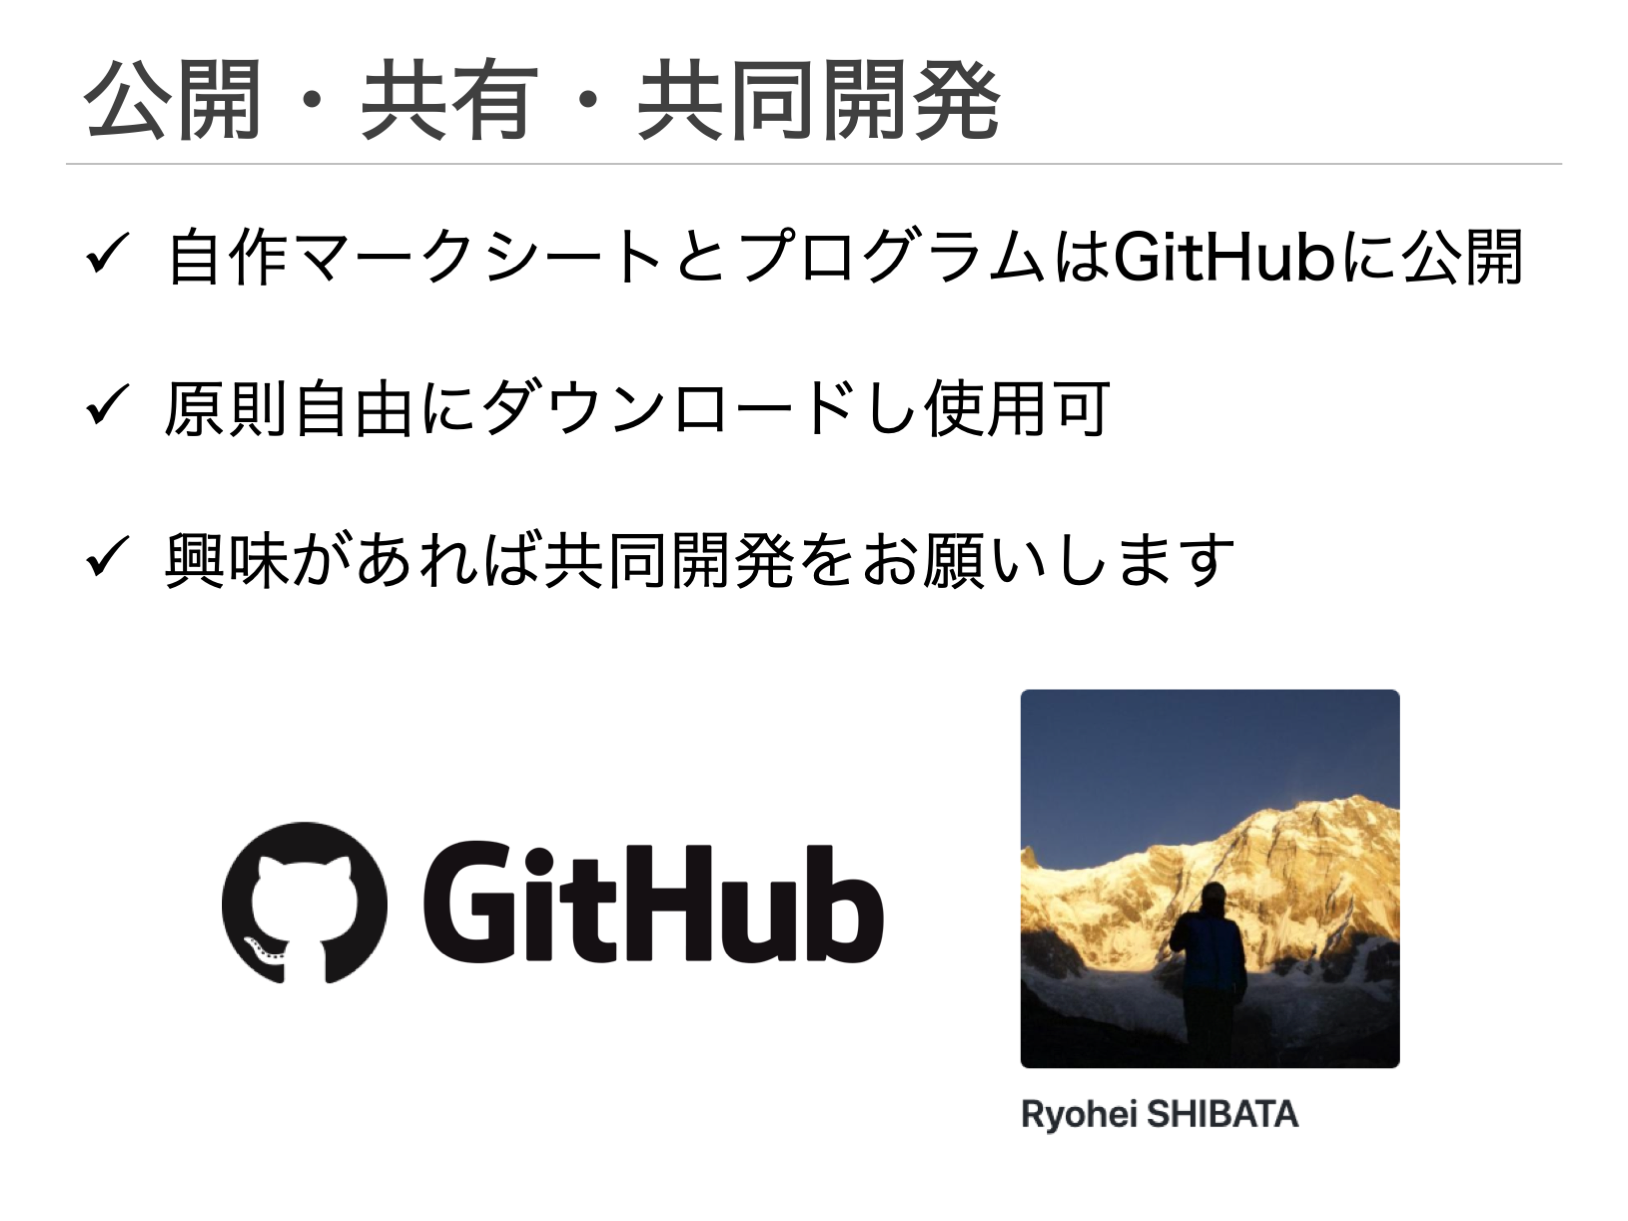 公開・共有・共同開発
✓ 自作マークシートとプログラムはGitHubに公開
✓ 原則自由にダウンロードし使用可
✓ 興味があれば共同開発をお願いします
GitHub
Ryohei SHIBATA